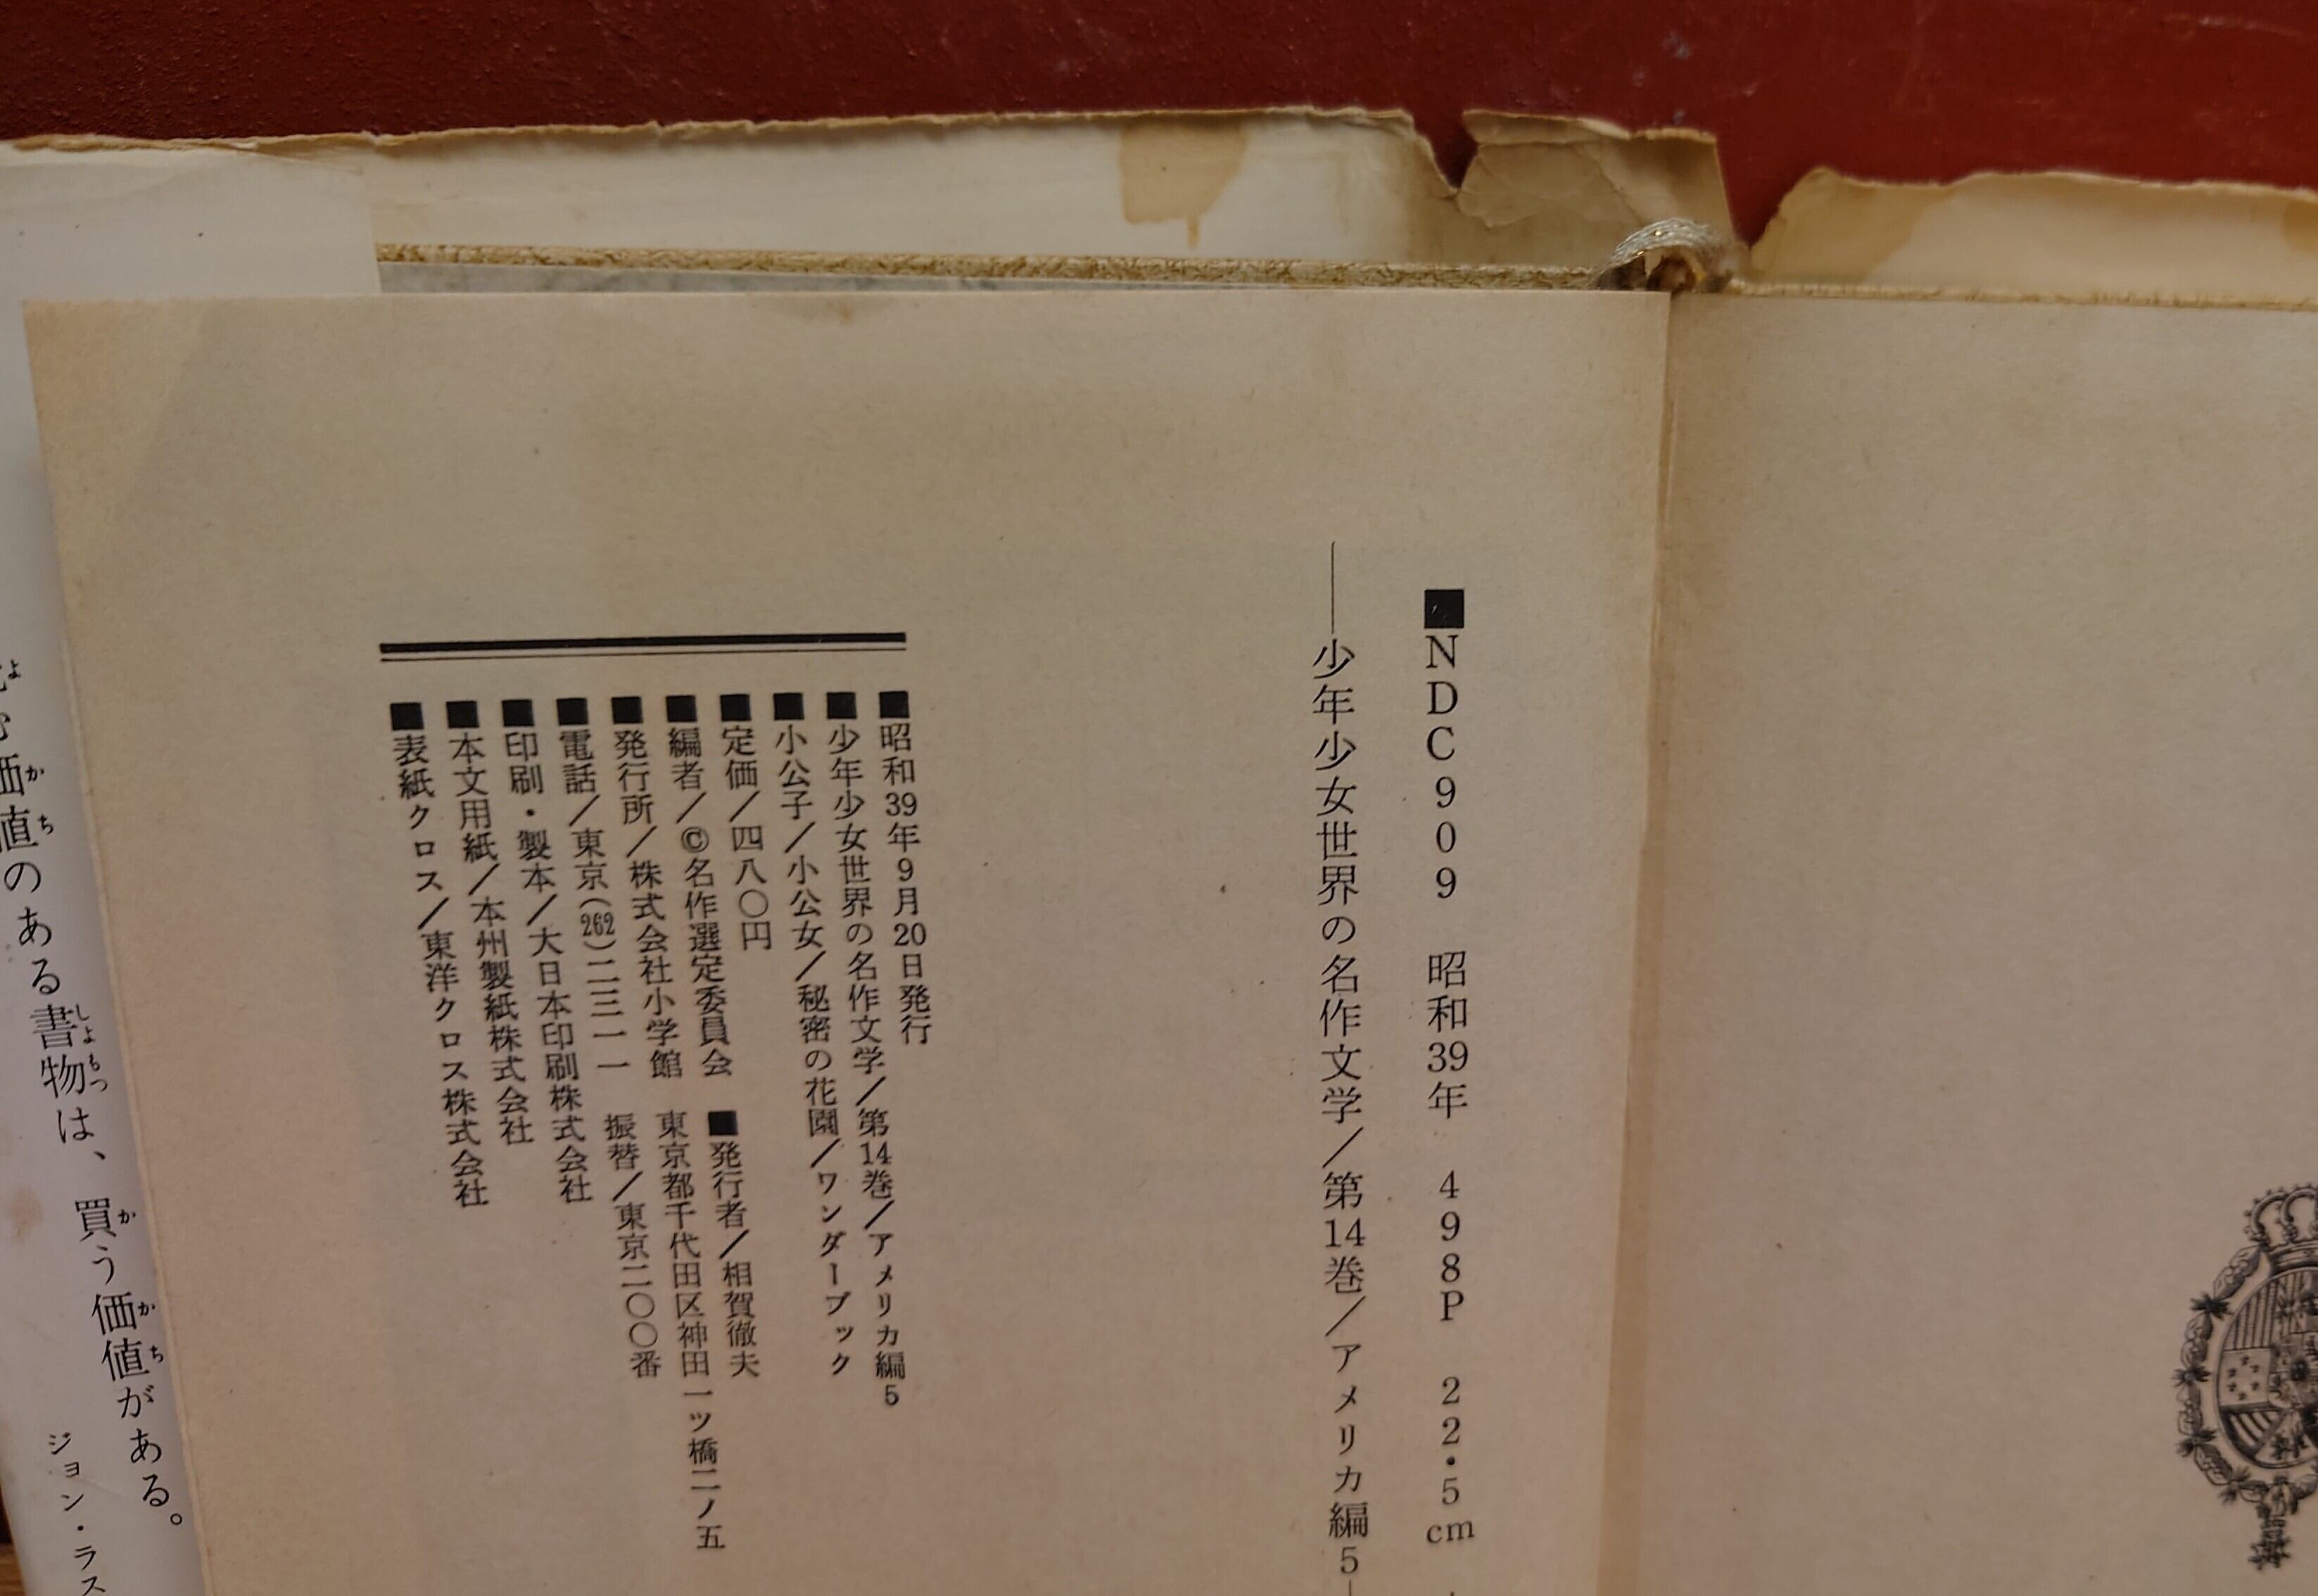 ■NDC909　昭和39年　498P　22・5cm
——少年少女世界の名作文学／第14巻／アメリカ編5—
■昭和39年9月20日発行
■少年少女世界の名作文学／第14巻／アメリカ編5
■小公子／小公女／秘密の花園／ワンダーブック
■定価／四八〇円
■編者／©名作選定委員会　■発行者／相賀徹夫
■発行所／株式会社小学館　東京都千代田区神田一ツ橋二ノ五
■電話／東京(262)二三一一　振替／東京二〇〇番
■印刷・製本／大日本印刷株式会社
■本文用紙／本州製紙株式会社
■表紙クロス／東洋クロス株式会社
価値のある書物は、買う価値がある。
ジョン・ラス